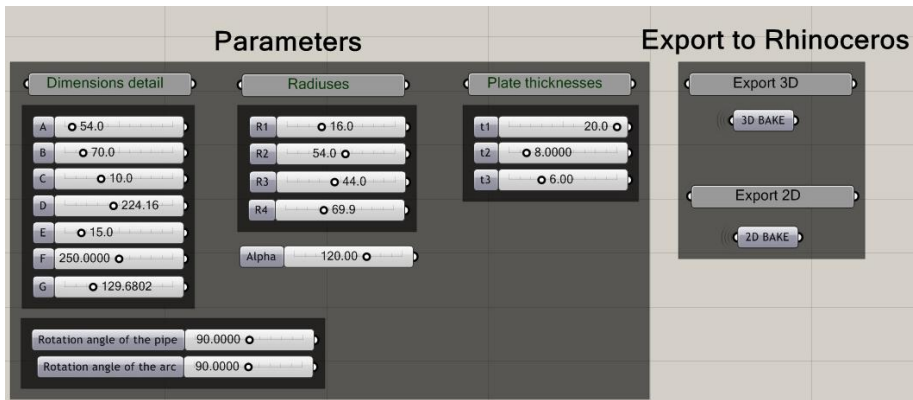 Parameters
Export to Rhinoceros
Dimensions detail
A 54.0
B 70.0
C 10.0
D 224.16
E 15.0
F 250.0000
G 129.6802
Radiuses
R1 16.0
R2 54.0
R3 44.0
R4 69.9
Alpha 120.00
Plate thicknesses
t1 20.0
t2 8.0000
t3 6.00
Rotation angle of the pipe 90.0000
Rotation angle of the arc 90.0000
Export 3D
3D BAKE
Export 2D
2D BAKE